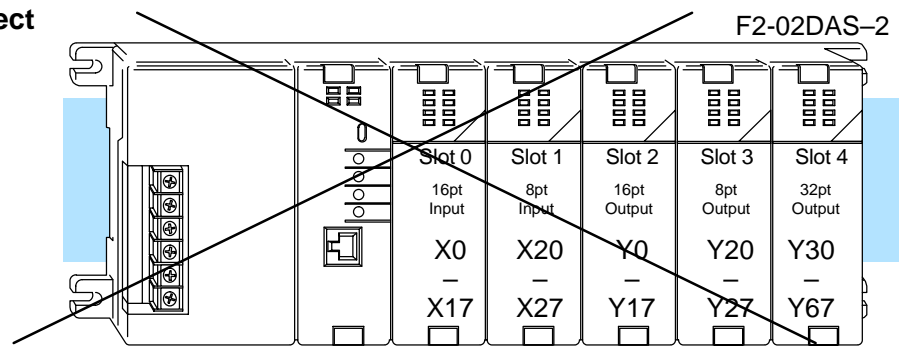 ect
F2-02DAS–2
Slot 0 Slot 1 Slot 2 Slot 3 Slot 4
16pt Input 8pt Input 16pt Output 8pt Output 32pt Output
X0 X20 Y0 Y20 Y30
– – – – –
X17 X27 Y17 Y27 Y67